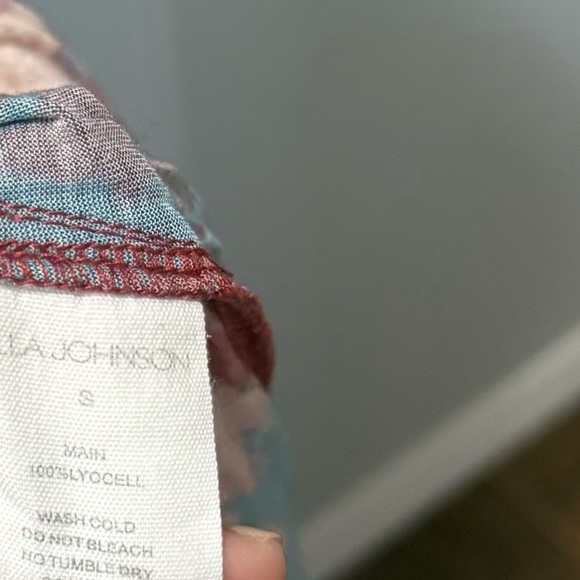 JOHNSON
S
MAIN
100%LYOCELL
WASH COLD
DO NOT BLEACH
NO TUMBLE DRY